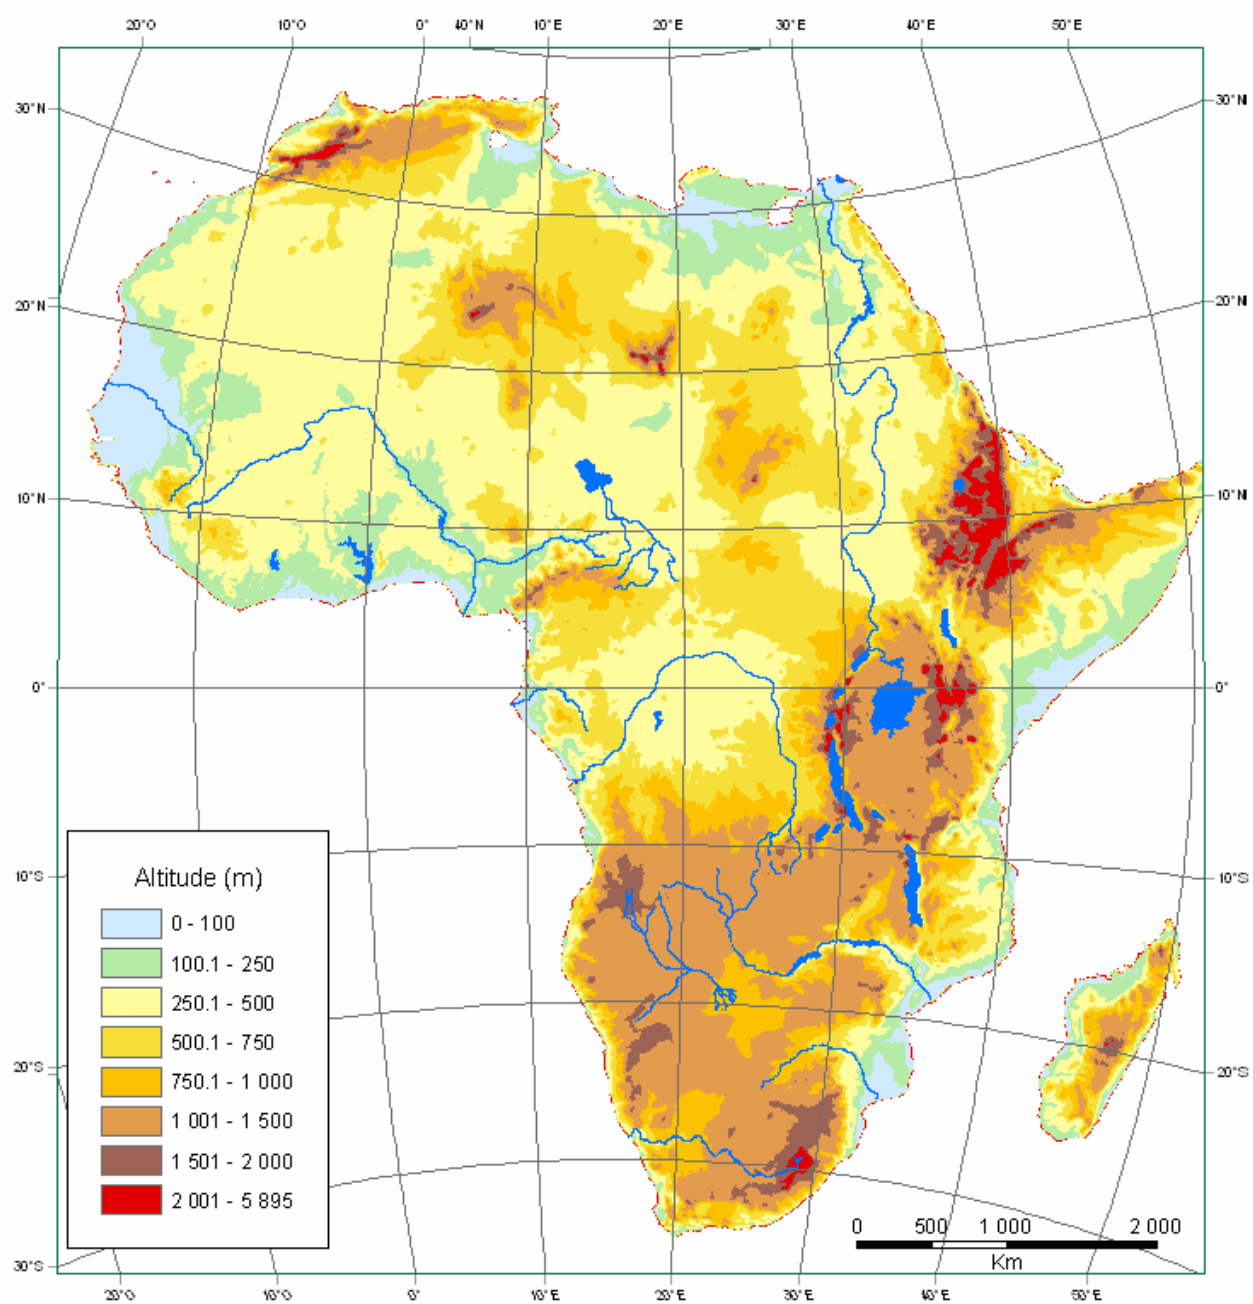 20°O 10°O 0° 40°N 10°E 20°E 30°E 40°E 50°E
30°N 30°N
20°N 20°N
10°N 10°N
0° 0°
Altitude (m)
10°S 10°S
0 - 100
100.1 - 250
250.1 - 500
500.1 - 750
20°S 20°S
750.1 - 1 000
1 001 - 1 500
1 501 - 2 000
2 001 - 5 895
0 500 1 000 2 000
Km
30°S
20°O 10°O 0° 10°E 20°E 30°E 40°E 50°E